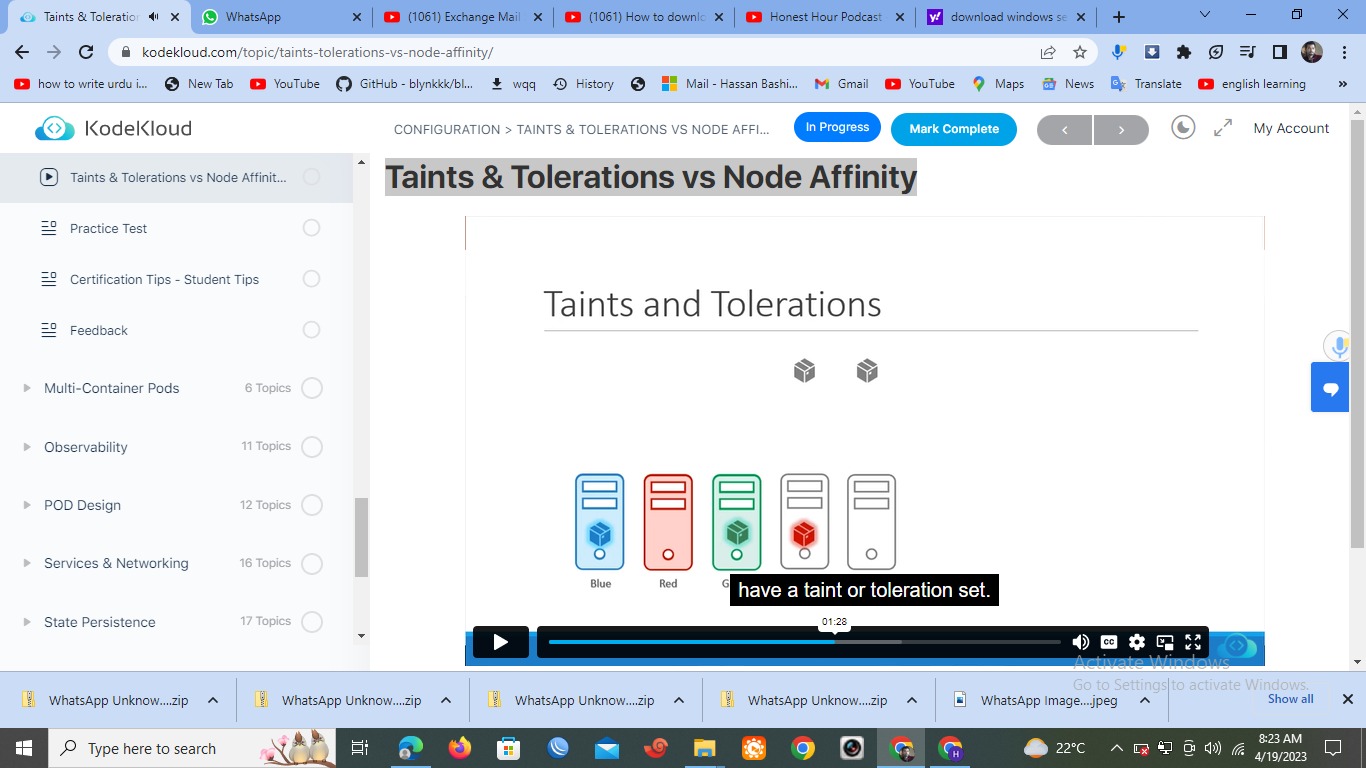 Taints & Toleration
WhatsApp
(1061) Exchange Mail
(1061) How to downlo
Honest Hour Podcast
download windows se
kodekloud.com/topic/taints-tolerations-vs-node-affinity/
how to write urdu i...
New Tab
YouTube
GitHub - blynkkk/bl...
wqq
History
Mail - Hassan Bashi...
Gmail
YouTube
Maps
News
Translate
english learning
»
KodeKloud
CONFIGURATION > TAINTS & TOLERATIONS VS NODE AFFI...
In Progress
Mark Complete
My Account
Taints & Tolerations vs Node Affinit...
Practice Test
Certification Tips - Student Tips
Feedback
Multi-Container Pods 6 Topics
Observability 11 Topics
POD Design 12 Topics
Services & Networking 16 Topics
State Persistence 17 Topics
Taints & Tolerations vs Node Affinity
Taints and Tolerations
Blue
Red
have a taint or toleration set.
01:28
CC
Activate Windows
Go to Settings to activate Windows.
WhatsApp Unknow....zip
WhatsApp Unknow....zip
WhatsApp Unknow....zip
WhatsApp Unknow....zip
WhatsApp Image....jpeg
Show all
Type here to search
H
22°C
8:23 AM
4/19/2023